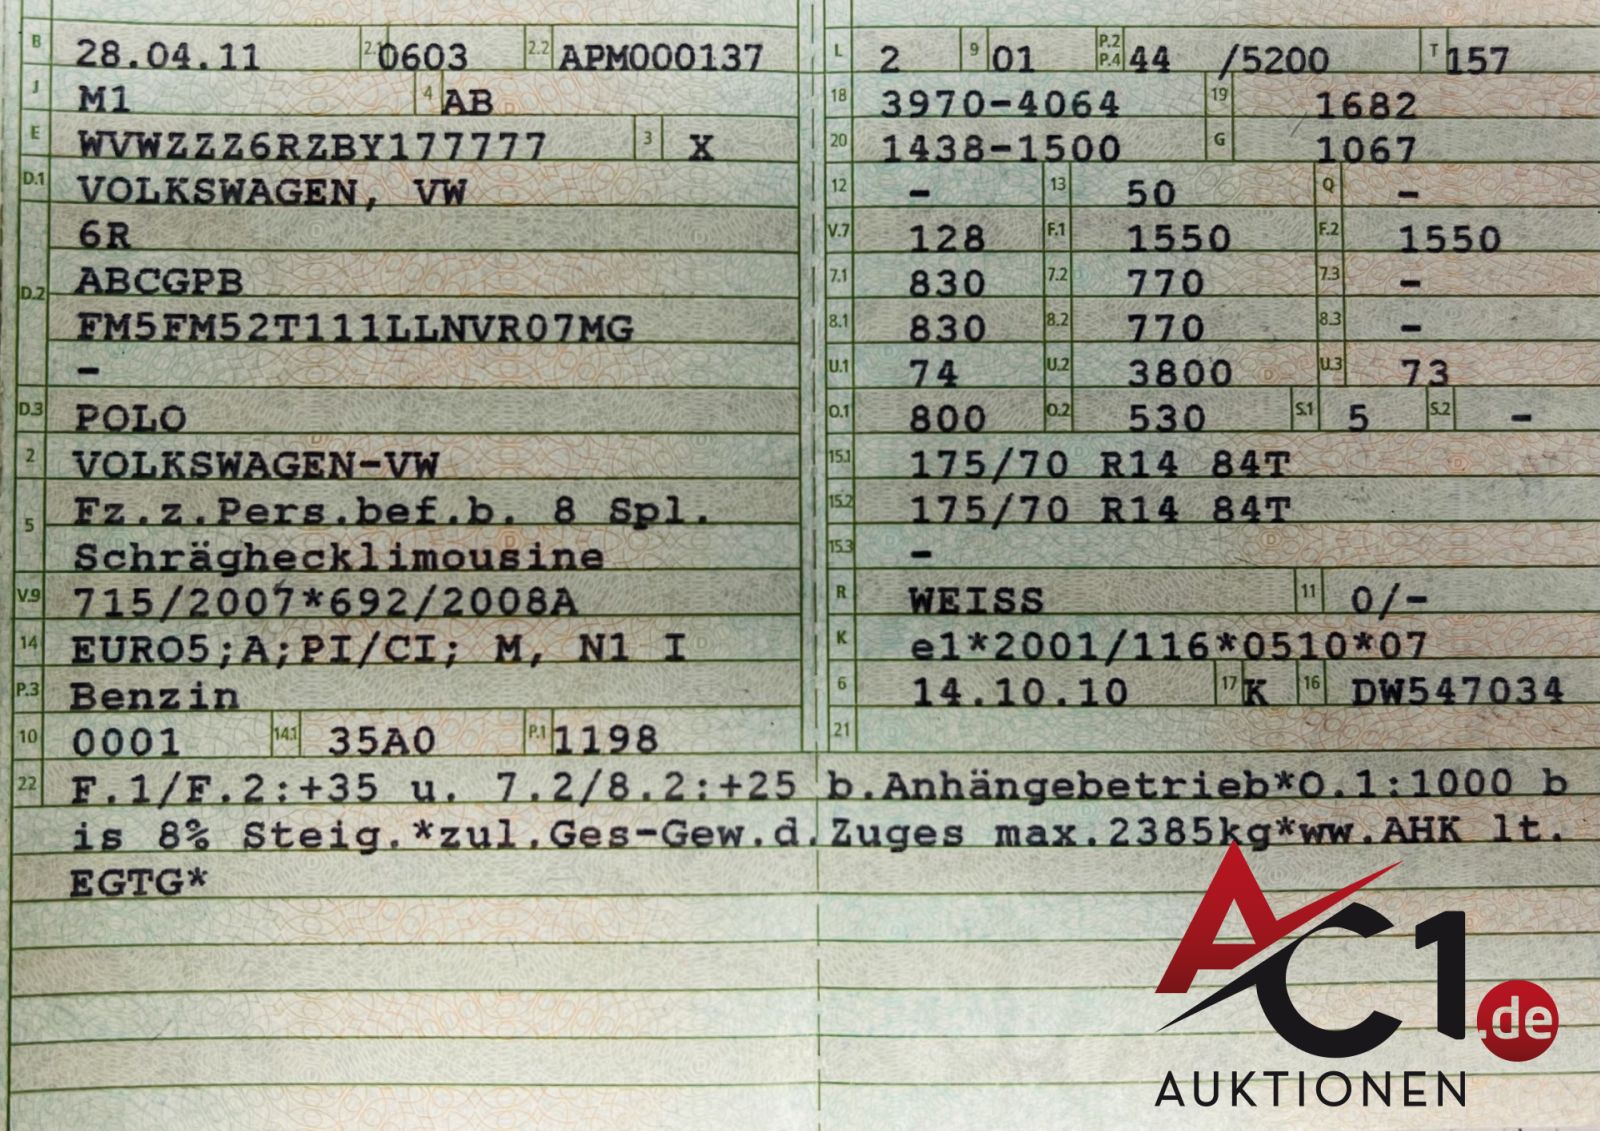 B 28.04.11 2.1 0603 2.2 APM000137
J M1 4 AB
E WVWZZZ6RZBY177777 3 X
D.1 VOLKSWAGEN, VW
6R
D.2 ABCGPB
FM5FM52T111LLNVR07MG
–
D.3 POLO
2 VOLKSWAGEN-VW
5 Fz.z.Pers.bef.b. 8 Spl.
Schräghecklimousine
V.9 715/2007*692/2008A
14 EURO5;A;PI/CI; M, N1 I
P.3 Benzin
10 0001 14.1 35A0 P.1 1198
L 2 9 01 P.2 P.4 44 /5200 T 157
18 3970-4064 19 1682
20 1438-1500 G 1067
12 – 13 50 Q –
V.7 128 F.1 1550 F.2 1550
7.1 830 7.2 770 7.3 –
8.1 830 8.2 770 8.3 –
U.1 74 U.2 3800 U.3 73
O.1 800 O.2 530 S.1 5 S.2 –
15.1 175/70 R14 84T
15.2 175/70 R14 84T
15.3 –
R WEISS 11 0/-
K e1*2001/116*0510*07
6 14.10.10 17 K 16 DW547034
21
22 F.1/F.2:+35 u. 7.2/8.2:+25 b.Anhängebetrieb*O.1:1000 b
is 8% Steig.*zul.Ges-Gew.d.Zuges max.2385kg*ww.AHK lt.
EGTG*
AC1.de
AUKTIONEN